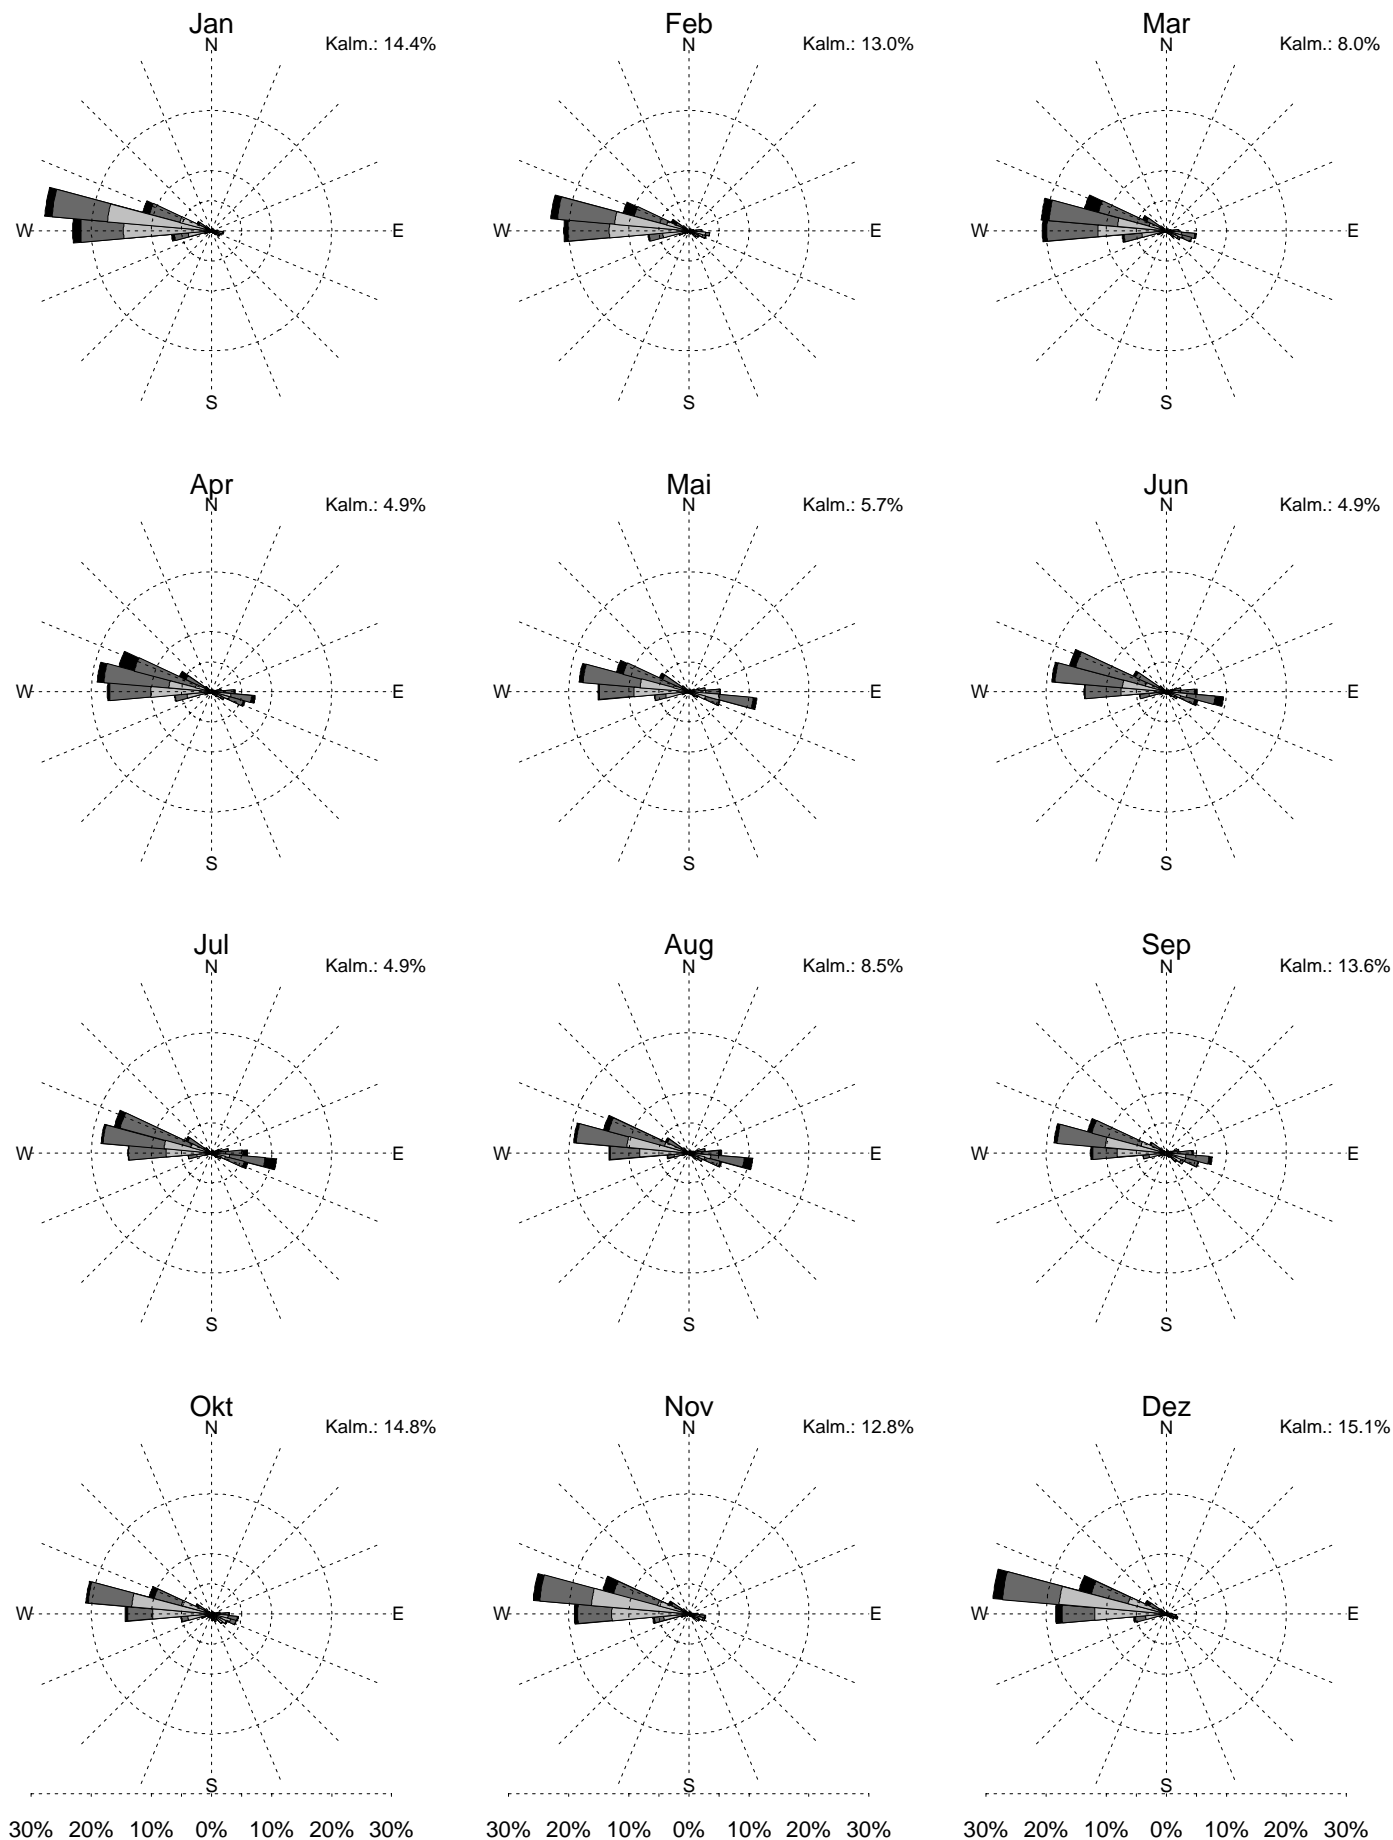 Jan Feb Mar
N Kalm.: 14.4% N Kalm.: 13.0% N Kalm.: 8.0%
W E W E W E
S S S
Apr Mai Jun
N Kalm.: 4.9% N Kalm.: 5.7% N Kalm.: 4.9%
W E W E W E
S S S
Jul Aug Sep
N Kalm.: 4.9% N Kalm.: 8.5% N Kalm.: 13.6%
W E W E W E
S S S
Okt Nov Dez
N Kalm.: 14.8% N Kalm.: 12.8% N Kalm.: 15.1%
W E W E W E
S S S
30% 20% 10% 0% 10% 20% 30% 30% 20% 10% 0% 10% 20% 30% 30% 20% 10% 0% 10% 20% 30%